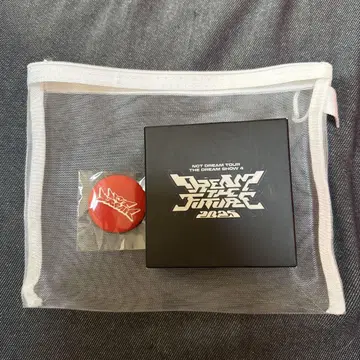 NCT DREAM TOUR
THE DREAM SHOW 4
DREAM
THE
FUTURE
2025